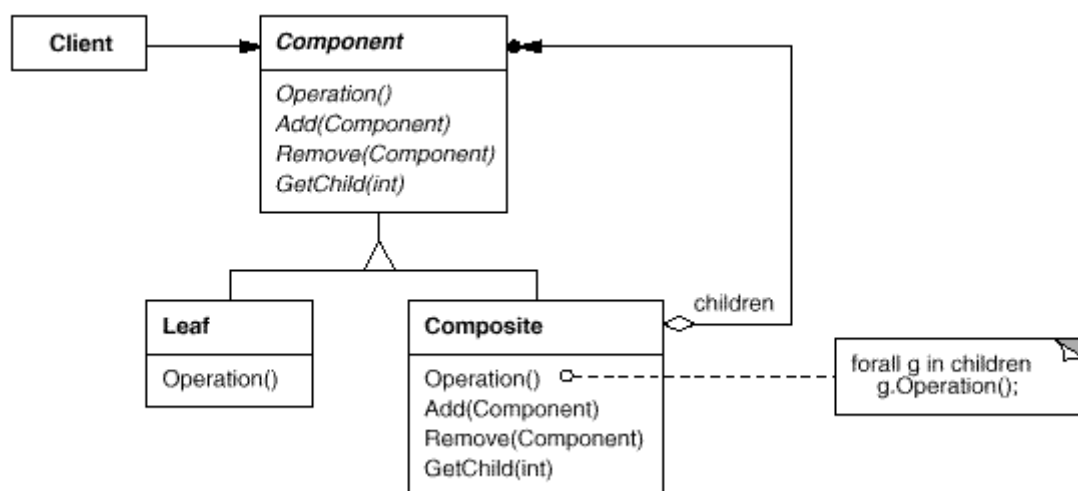 Client
Component
Operation()
Add(Component)
Remove(Component)
GetChild(int)
Leaf
Operation()
Composite
Operation()
Add(Component)
Remove(Component)
GetChild(int)
children
forall g in children
g.Operation();